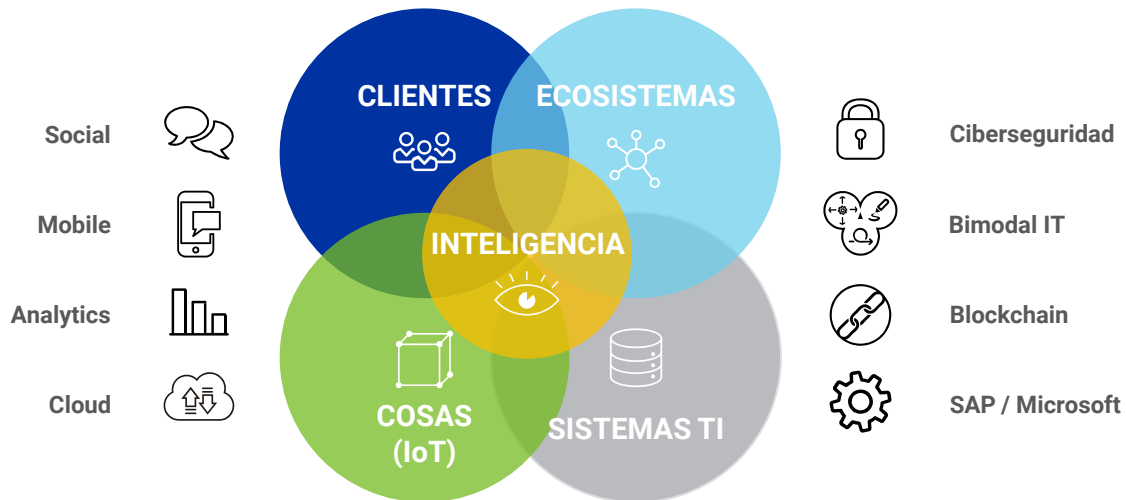 CLIENTES
ECOSISTEMAS
Social
Ciberseguridad
Mobile
Bimodal IT
INTELIGENCIA
Analytics
Blockchain
Cloud
SAP / Microsoft
COSAS
(IoT)
SISTEMAS TI